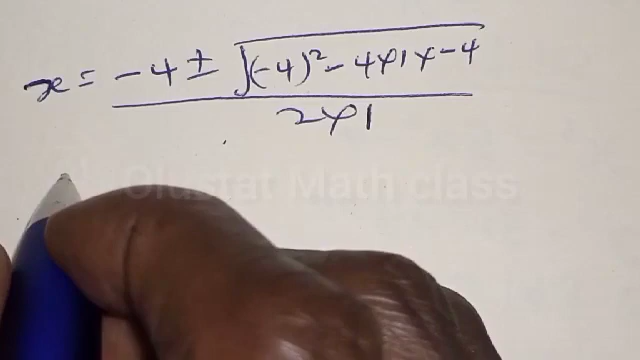 x = -4 ± √(-4)² - 4×1×-4
2×1
Olustat Math class